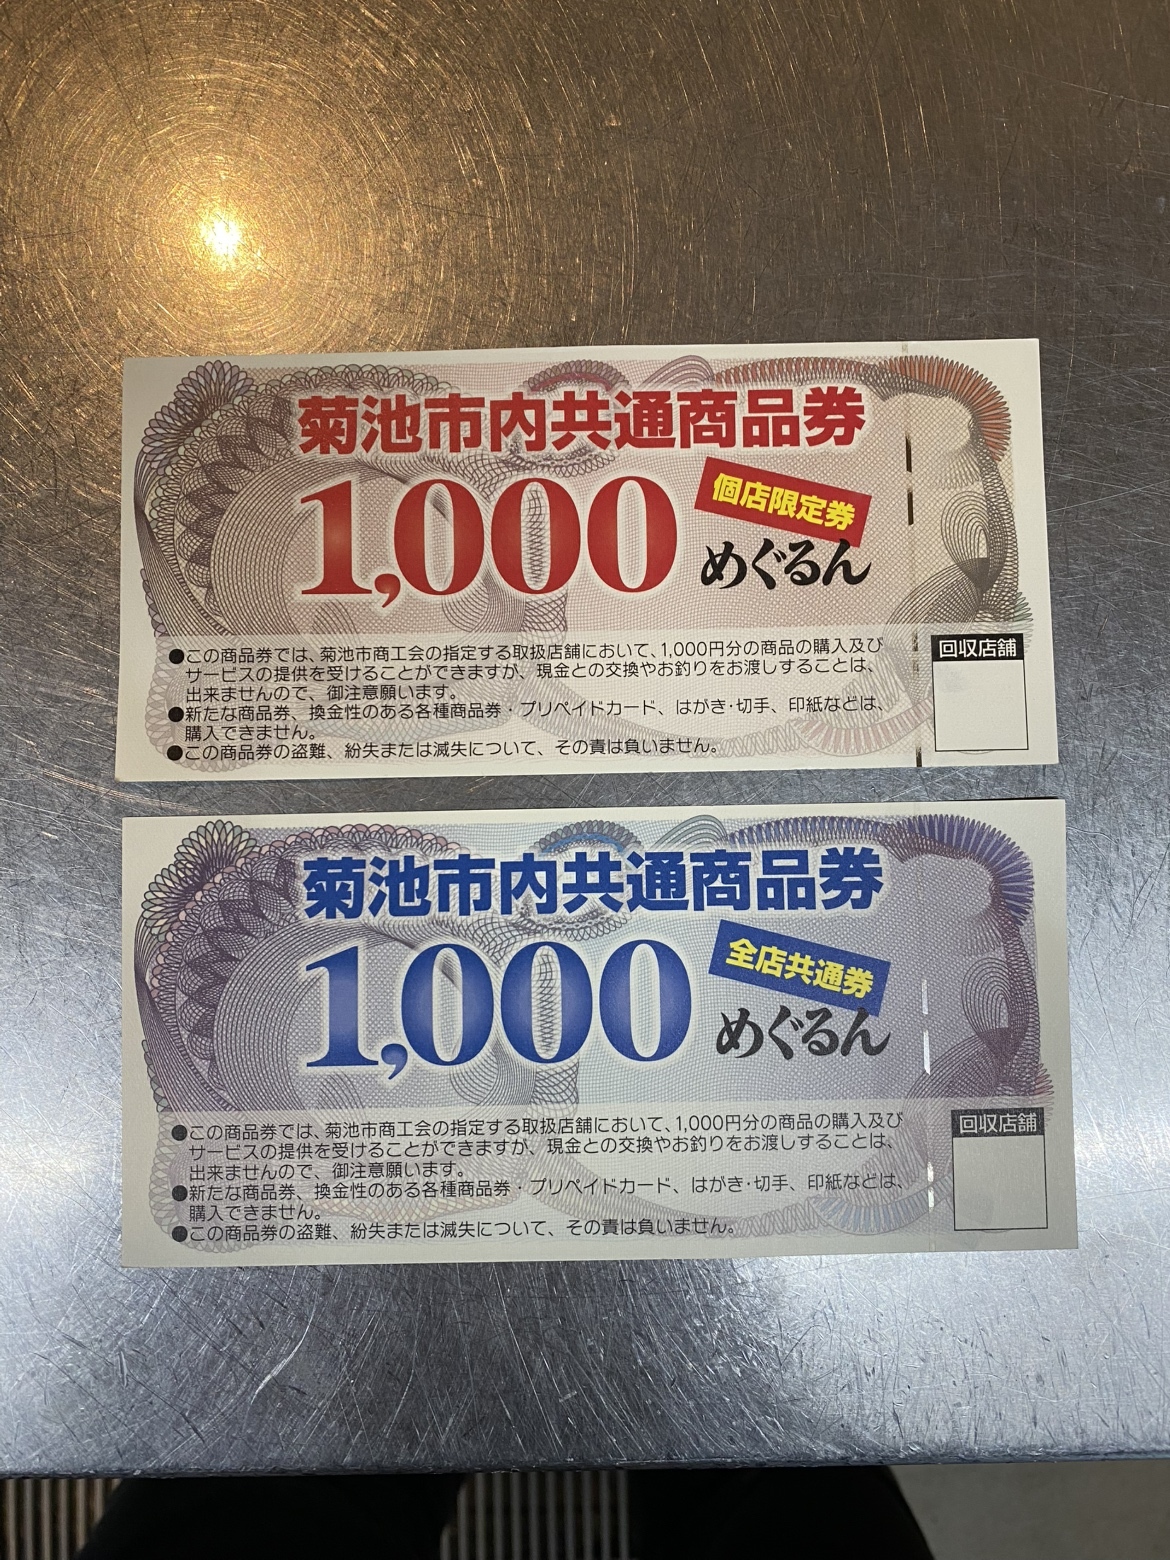 菊池市内共通商品券
1,000
個店限定券
めぐるん
●この商品券では、菊池市商工会の指定する取扱店舗において、1,000円分の商品の購入及び
サービスの提供を受けることができますが、現金との交換やお釣りをお渡しすることは、
出来ませんので、御注意願います。
●新たな商品券、換金性のある各種商品券・プリペイドカード、はがき・切手、印紙などは、
購入できません。
●この商品券の盗難、紛失または滅失について、その責は負いません。
回収店舗
菊池市内共通商品券
1,000
全店共通券
めぐるん
●この商品券では、菊池市商工会の指定する取扱店舗において、1,000円分の商品の購入及び
サービスの提供を受けることができますが、現金との交換やお釣りをお渡しすることは、
出来ませんので、御注意願います。
●新たな商品券、換金性のある各種商品券・プリペイドカード、はがき・切手、印紙などは、
購入できません。
●この商品券の盗難、紛失または滅失について、その責は負いません。
回収店舗